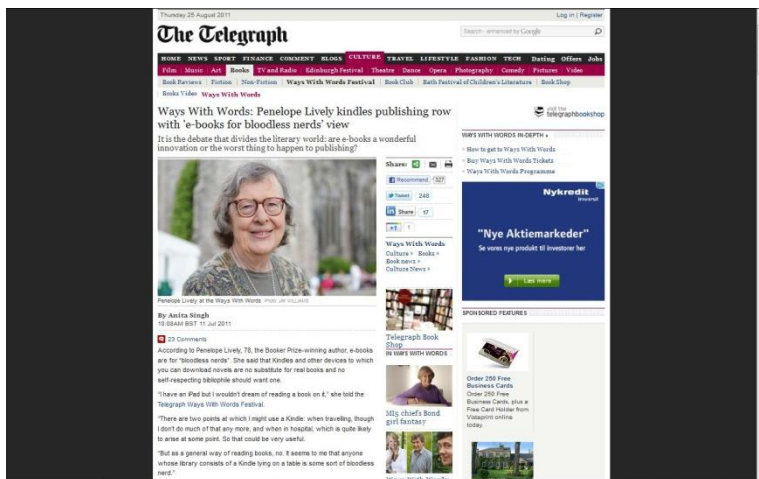 Thursday 25 August 2011
Log in | Register
The Telegraph
Search - enhanced by Google
HOME NEWS SPORT FINANCE COMMENT BLOGS CULTURE TRAVEL LIFESTYLE FASHION TECH Dating Offers Jobs
Film Music Art Books TV and Radio Edinburgh Festival Theatre Dance Opera Photography Comedy Pictures Video
Book Reviews Fiction Non-Fiction Ways With Words Festival Book Club Bath Festival of Children's Literature Book Shop
Books Video Ways With Words
Ways With Words: Penelope Lively kindles publishing row
with 'e-books for bloodless nerds' view
It is the debate that divides the literary world: are e-books a wonderful
innovation or the worst thing to happen to publishing?
Penelope Lively at the Ways With Words
By Anita Singh
10:08AM BST 11 Jul 2011
23 Comments
According to Penelope Lively, 78, the Booker Prize-winning author, e-books
are for "bloodless nerds". She said that Kindles and other devices to which
you can download novels are no substitute for real books and no
self-respecting bibliophile should want one.
"I have an iPad but I wouldn't dream of reading a book on it," she told the
Telegraph Ways With Words Festival.
"There are two points at which I might use a Kindle: when travelling, though
I don't do much of that any more, and when in hospital, which is quite likely
to arise at some point. So that could be very useful.
"But as a general way of reading books, no. It seems to me that anyone
whose library consists of a Kindle lying on a table is some sort of bloodless
nerd."
Share:
Recommend 327
Tweet 248
Share 17
+1 1
Ways With Words
Culture » Books »
Book news »
Culture News »
Telegraph Book
Shop
IN WAYS WITH WORDS
MI5 chief's Bond
girl fantasy
visit the
telegraphbookshop
WAYS WITH WORDS IN-DEPTH »
How to get to Ways With Words
Buy Ways With Words Tickets
Ways With Words Programme
Nykredit
Invest
"Nye Aktiemarkeder"
Se vores nye produkt til investorer her
Læs mere
SPONSORED FEATURES
Order 250 Free
Business Cards
Order 250 Free
Business Cards, plus a
Free Card Holder from
Vistaprint online
today.